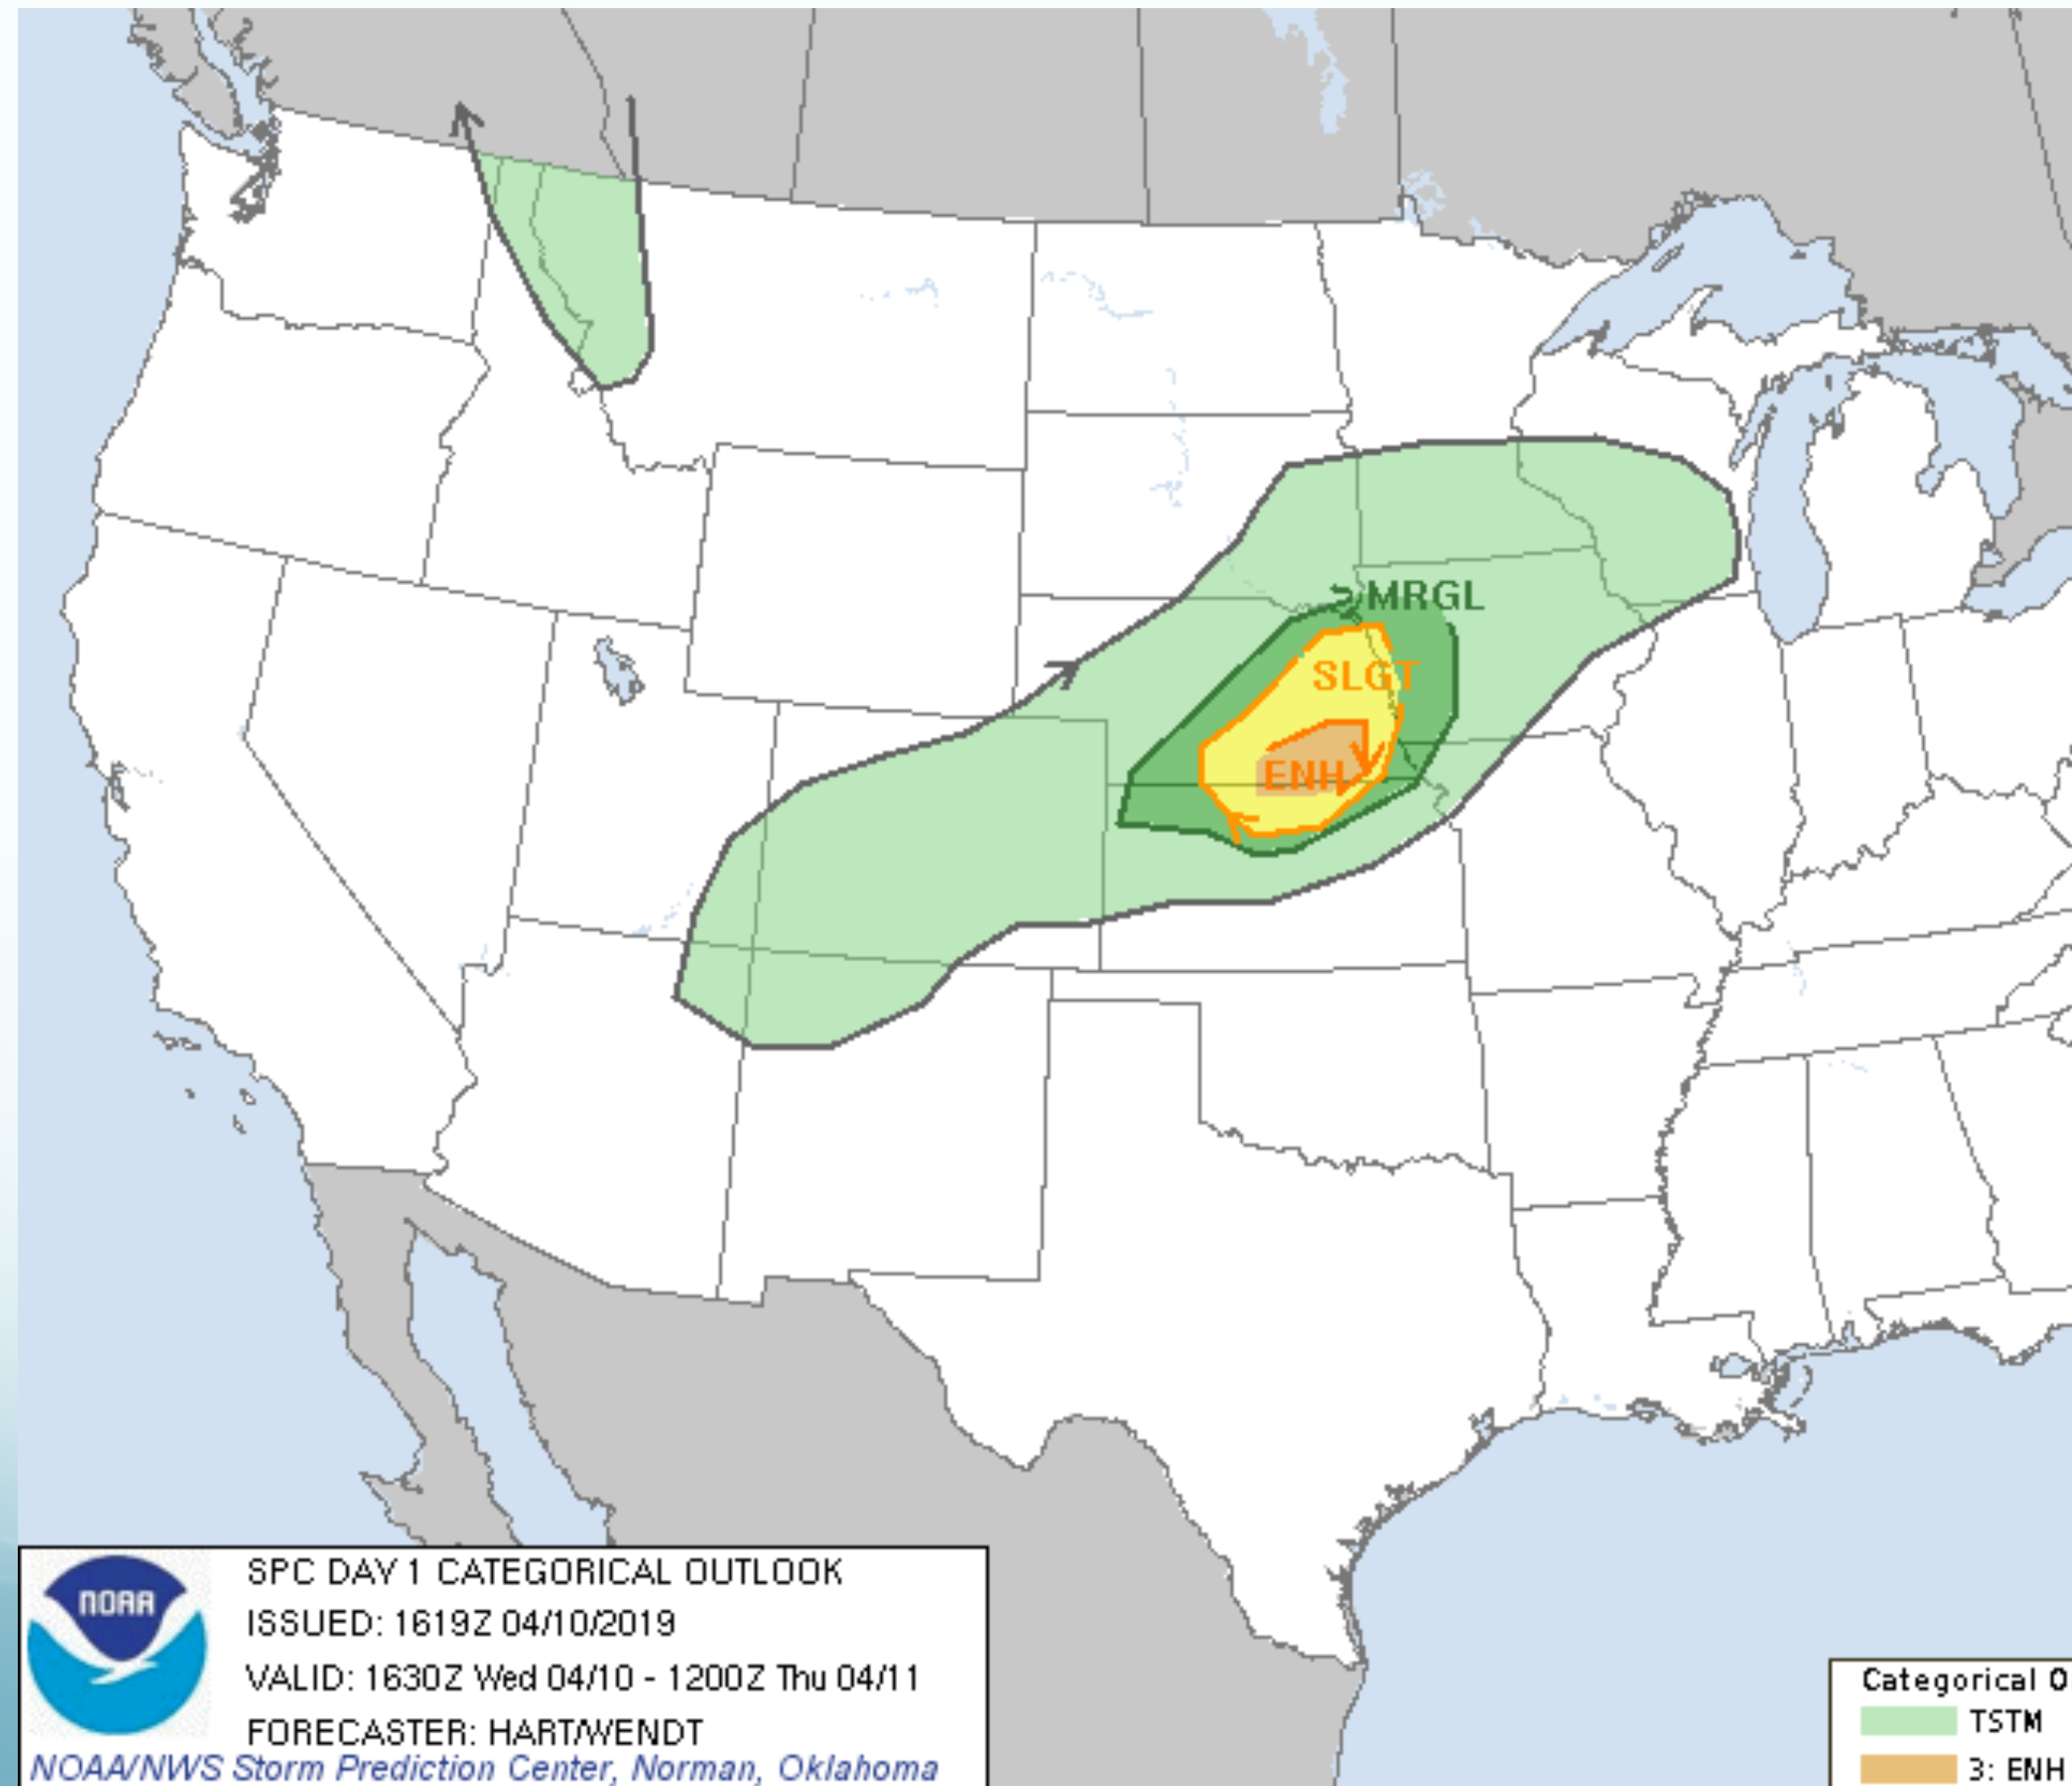 MRGL
SLGT
ENH
NOAA
SPC DAY 1 CATEGORICAL OUTLOOK
ISSUED: 1619Z 04/10/2019
VALID: 1630Z Wed 04/10 - 1200Z Thu 04/11
FORECASTER: HART/WENDT
NOAA/NWS Storm Prediction Center, Norman, Oklahoma
Categorical O
TSTM
3: ENH